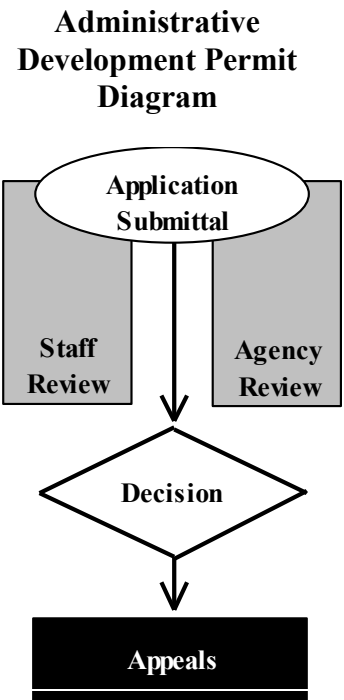 Administrative
Development Permit
Diagram
Application
Submittal
Staff
Review
Agency
Review
Decision
Appeals